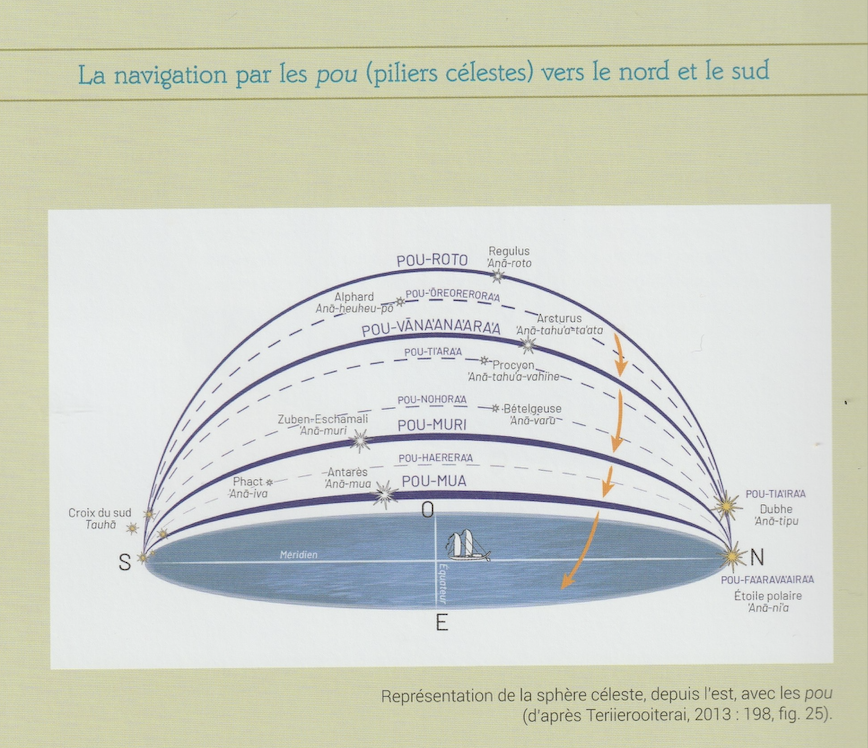 La navigation par les pou (piliers célestes) vers le nord et le sud
Regulus
'Anā-roto
POU-ROTO
Alphard
Anā-heuheu-pō
POU-'ŌREORERORA'A
Arcturus
'Anā-tahu'a-ta'ata
POU-VĀNA'ANA'ARA'A
POU-TI'ARA'A
Procyon
'Anā-tahu'a-vahine
POU-NOHORA'A
Bételgeuse
'Anā-varu
Zuben-Eschamali
'Anā-muri
POU-MURI
POU-HAERERA'A
Phact
'Anā-iva
Antarès
'Anā-mua
POU-MUA
Croix du sud
Tauhā
POU-TIA'IRA'A
Dubhe
'Anā-tipu
O
S
Méridien
Equateur
N
POU-FA'ARAVA'AIRA'A
Étoile polaire
'Anā-ni'a
E
Représentation de la sphère céleste, depuis l'est, avec les pou
(d'après Teriierooiterai, 2013 : 198, fig. 25).